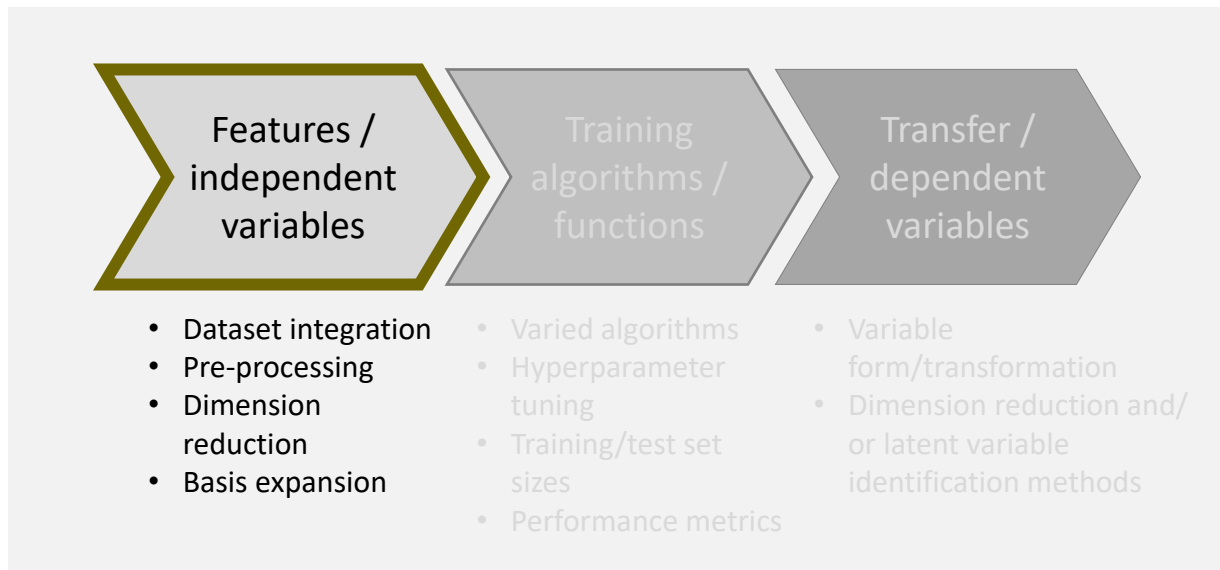 Features /
independent
variables
Training
algorithms /
functions
Transfer /
dependent
variables
• Dataset integration
• Pre-processing
• Dimension
reduction
• Basis expansion
• Varied algorithms
• Hyperparameter
tuning
• Training/test set
sizes
• Performance metrics
• Variable
form/transformation
• Dimension reduction and/
or latent variable
identification methods